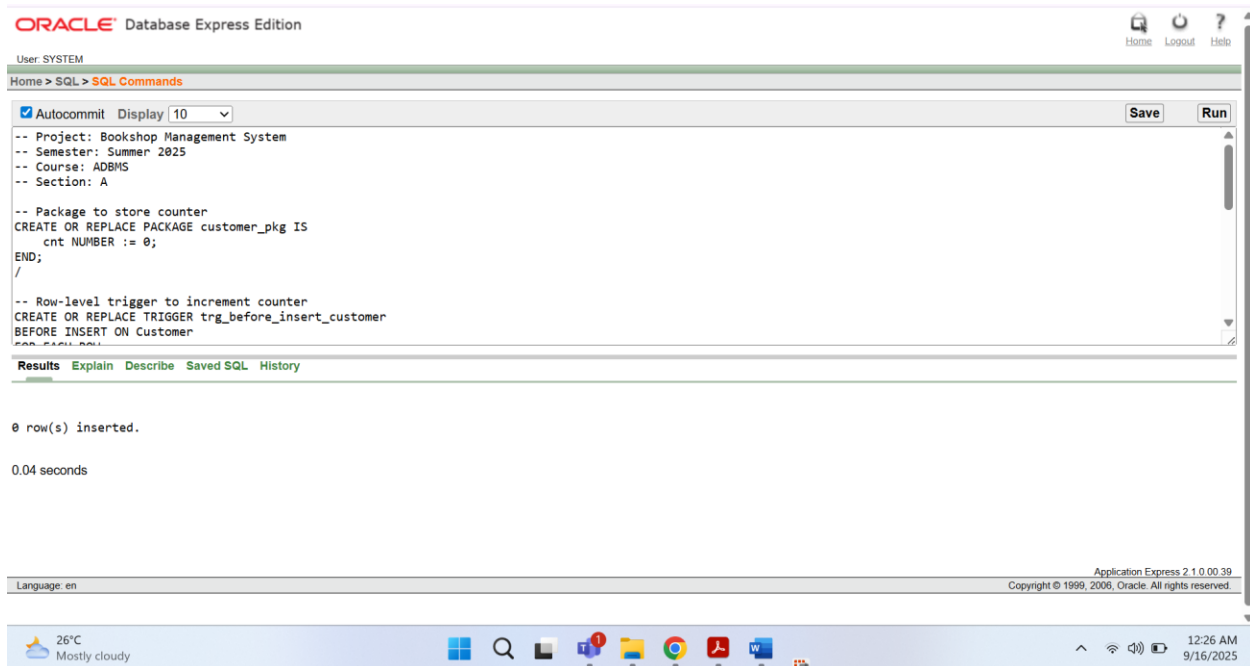 ORACLE® Database Express Edition
Home Logout Help
User: SYSTEM
Home > SQL > SQL Commands
Autocommit Display 10
Save Run
-- Project: Bookshop Management System
-- Semester: Summer 2025
-- Course: ADBMS
-- Section: A
-- Package to store counter
CREATE OR REPLACE PACKAGE customer_pkg IS
cnt NUMBER := 0;
END;
/
-- Row-level trigger to increment counter
CREATE OR REPLACE TRIGGER trg_before_insert_customer
BEFORE INSERT ON Customer
FOR EACH ROW
Results Explain Describe Saved SQL History
0 row(s) inserted.
0.04 seconds
Application Express 2.1.0.00.39
Language: en
Copyright © 1999, 2006, Oracle. All rights reserved.
26°C
Mostly cloudy
1
12:26 AM
9/16/2025